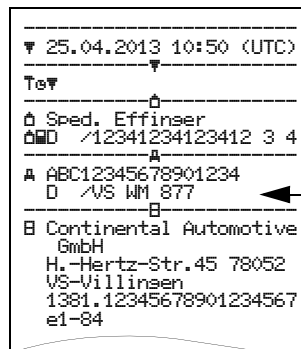 ▼ 25.04.2013 10:50 (UTC)
T⊙▼
Sped. Effinger
D /12341234123412 3 4
A ABC12345678901234
D /VS WM 877
Continental Automotive
GmbH
H.-Hertz-Str.45 78052
VS-Villingen
1381.12345678901234567
e1-84